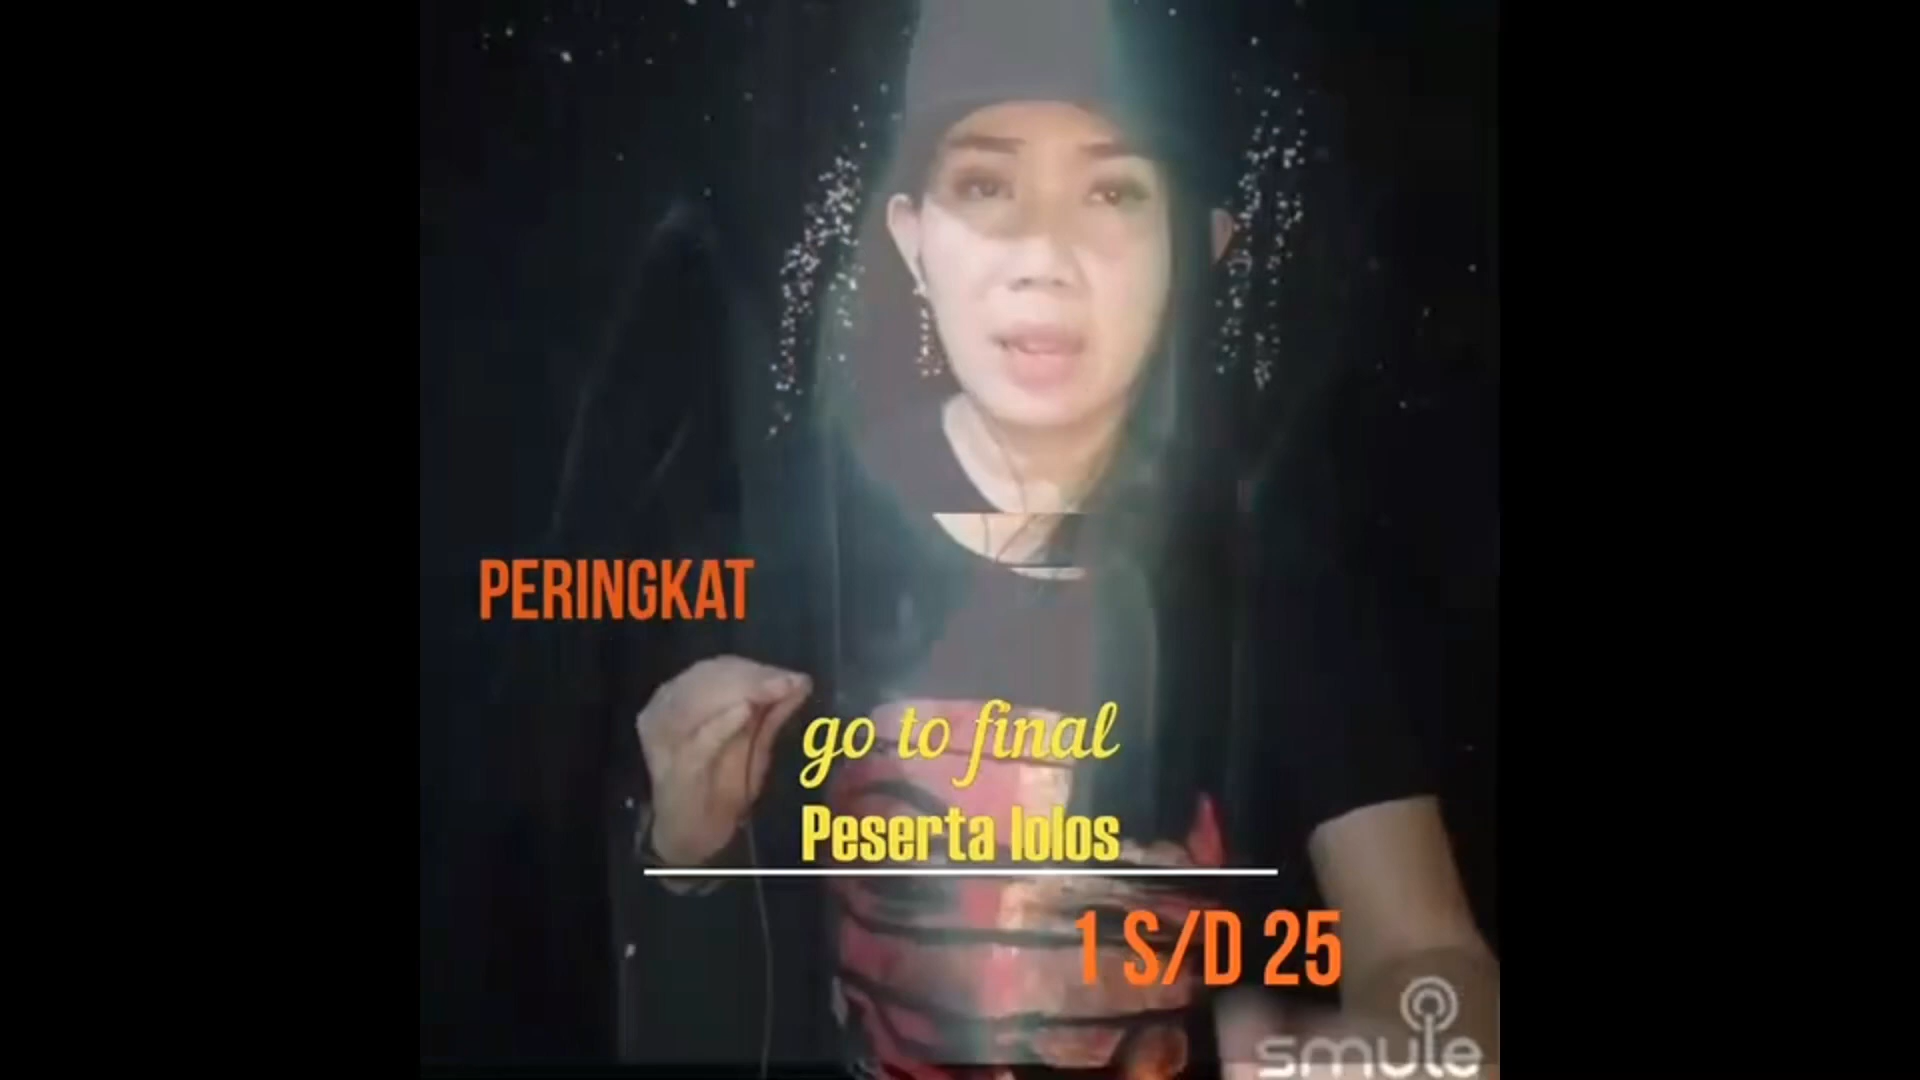 PERINGKAT
go to final
Peserta lolos
1 S/D 25
smule